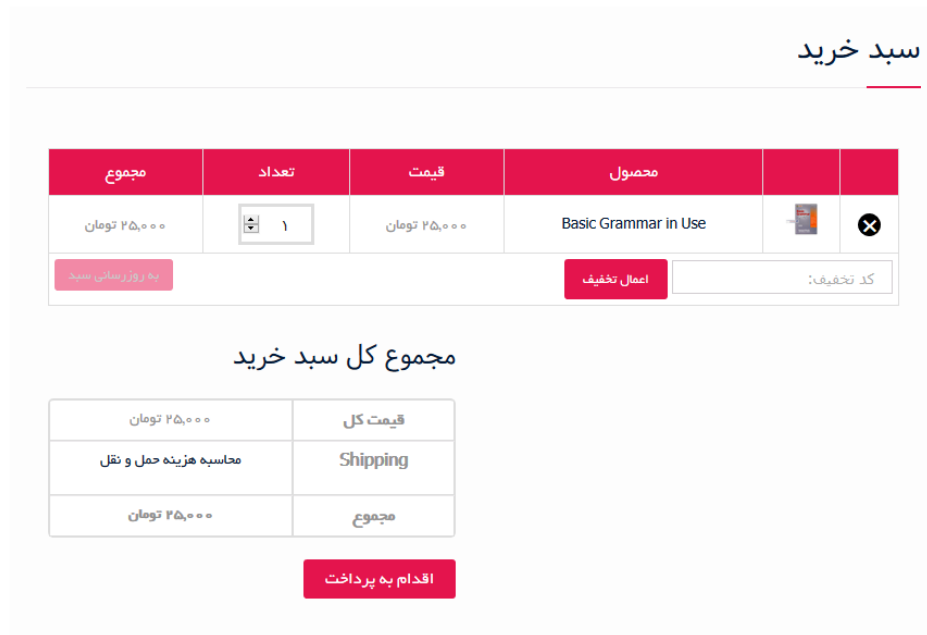 سبد خرید
محصول قیمت تعداد مجموع
Basic Grammar in Use ۲۵,۰۰۰ تومان ۱ ۲۵,۰۰۰ تومان
کد تخفیف: اعمال تخفیف به روزرسانی سبد
مجموع کل سبد خرید
قیمت کل ۲۵,۰۰۰ تومان
Shipping محاسبه هزینه حمل و نقل
مجموع ۲۵,۰۰۰ تومان
اقدام به پرداخت